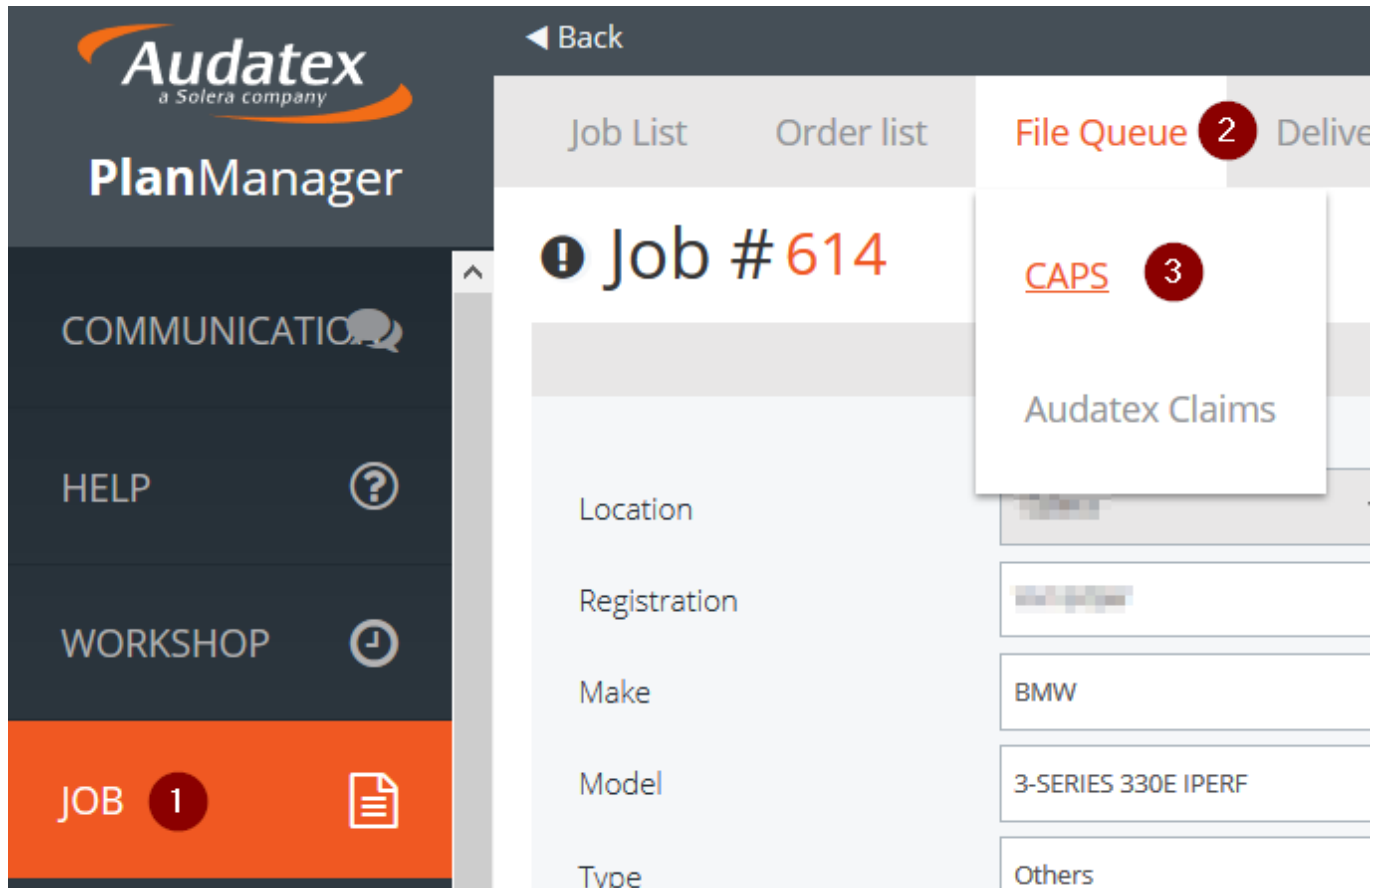 Audatex
a Solera company
PlanManager
COMMUNICATIO
HELP
WORKSHOP
JOB 1
Back
Job List Order list File Queue 2 Delive
Job # 614
CAPS 3
Audatex Claims
Location
Registration
Make BMW
Model 3-SERIES 330E IPERF
Type Others